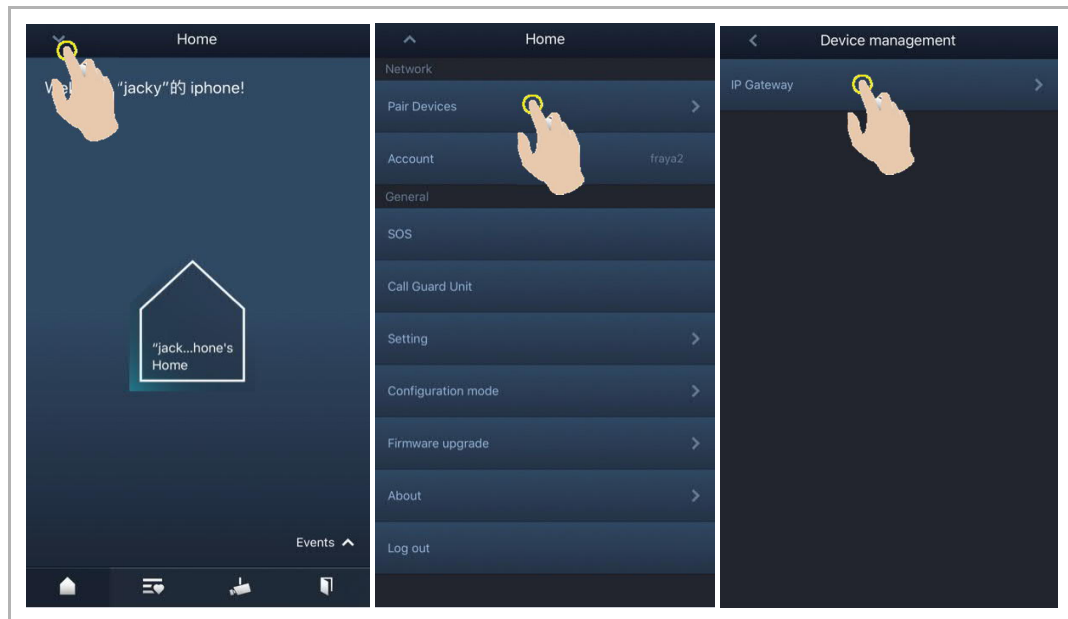 Home
"jacky"的 iphone!
"jack...hone's
Home
Events
Home
Network
Pair Devices
Account fraya2
General
SOS
Call Guard Unit
Setting
Configuration mode
Firmware upgrade
About
Log out
Device management
IP Gateway